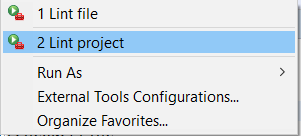 1 Lint file
2 Lint project
Run As
External Tools Configurations...
Organize Favorites...